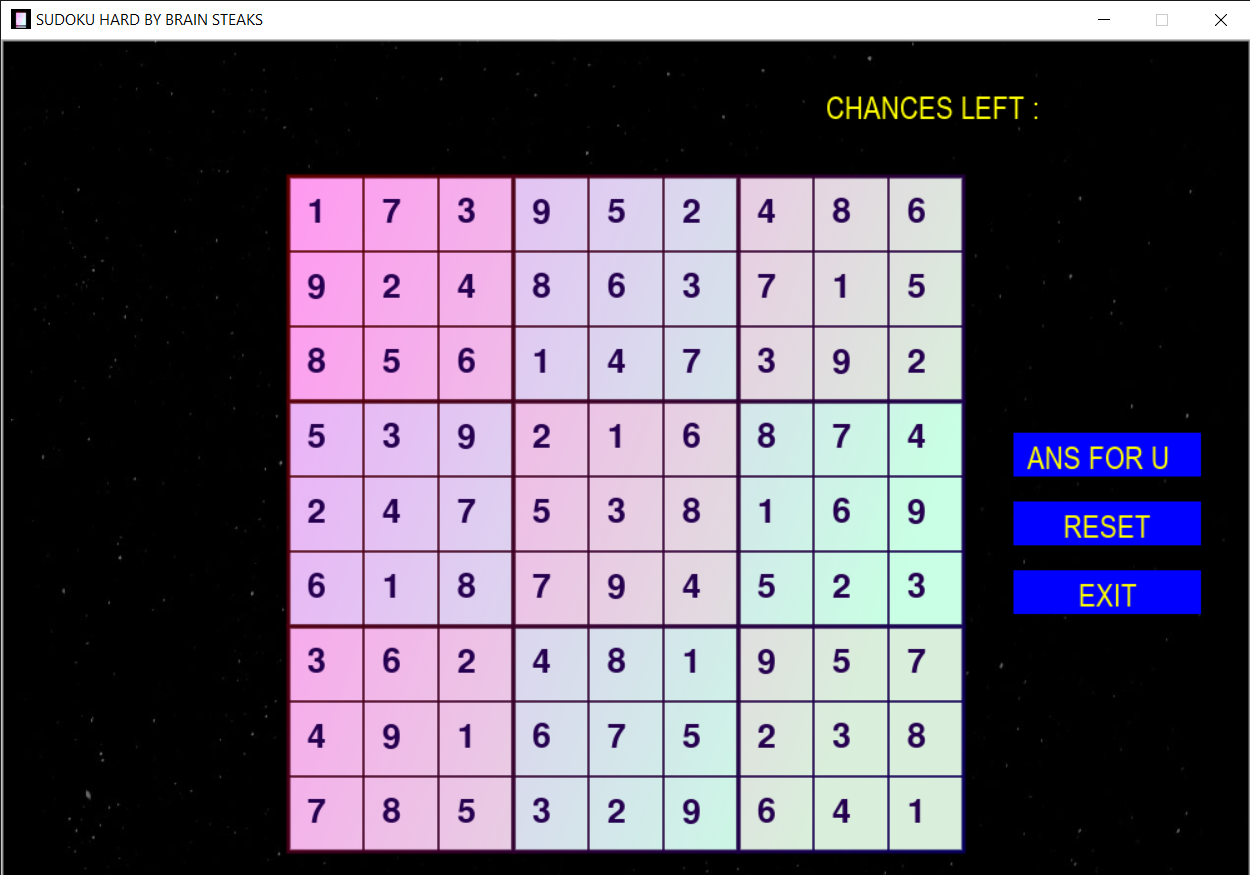 SUDOKU HARD BY BRAIN STEAKS
CHANCES LEFT :
1 7 3 9 5 2 4 8 6
9 2 4 8 6 3 7 1 5
8 5 6 1 4 7 3 9 2
5 3 9 2 1 6 8 7 4
2 4 7 5 3 8 1 6 9
6 1 8 7 9 4 5 2 3
3 6 2 4 8 1 9 5 7
4 9 1 6 7 5 2 3 8
7 8 5 3 2 9 6 4 1
ANS FOR U
RESET
EXIT